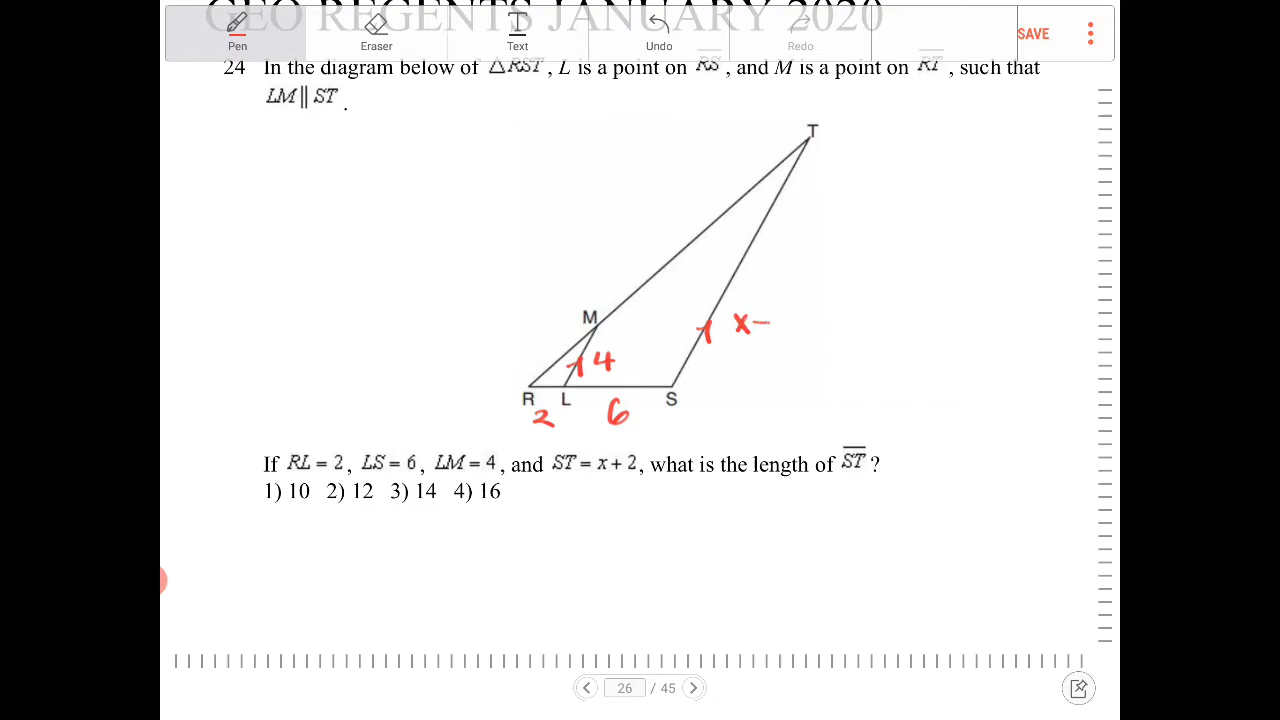 GEO REGENTS JANUARY 2020
Pen Eraser Text Undo Redo SAVE
24 In the diagram below of △RST, L is a point on RS, and M is a point on RT, such that
LM || ST.
T
M
x-
4
R L S
2 6
If RL = 2, LS = 6, LM = 4, and ST = x + 2, what is the length of ST?
1) 10 2) 12 3) 14 4) 16
26 / 45